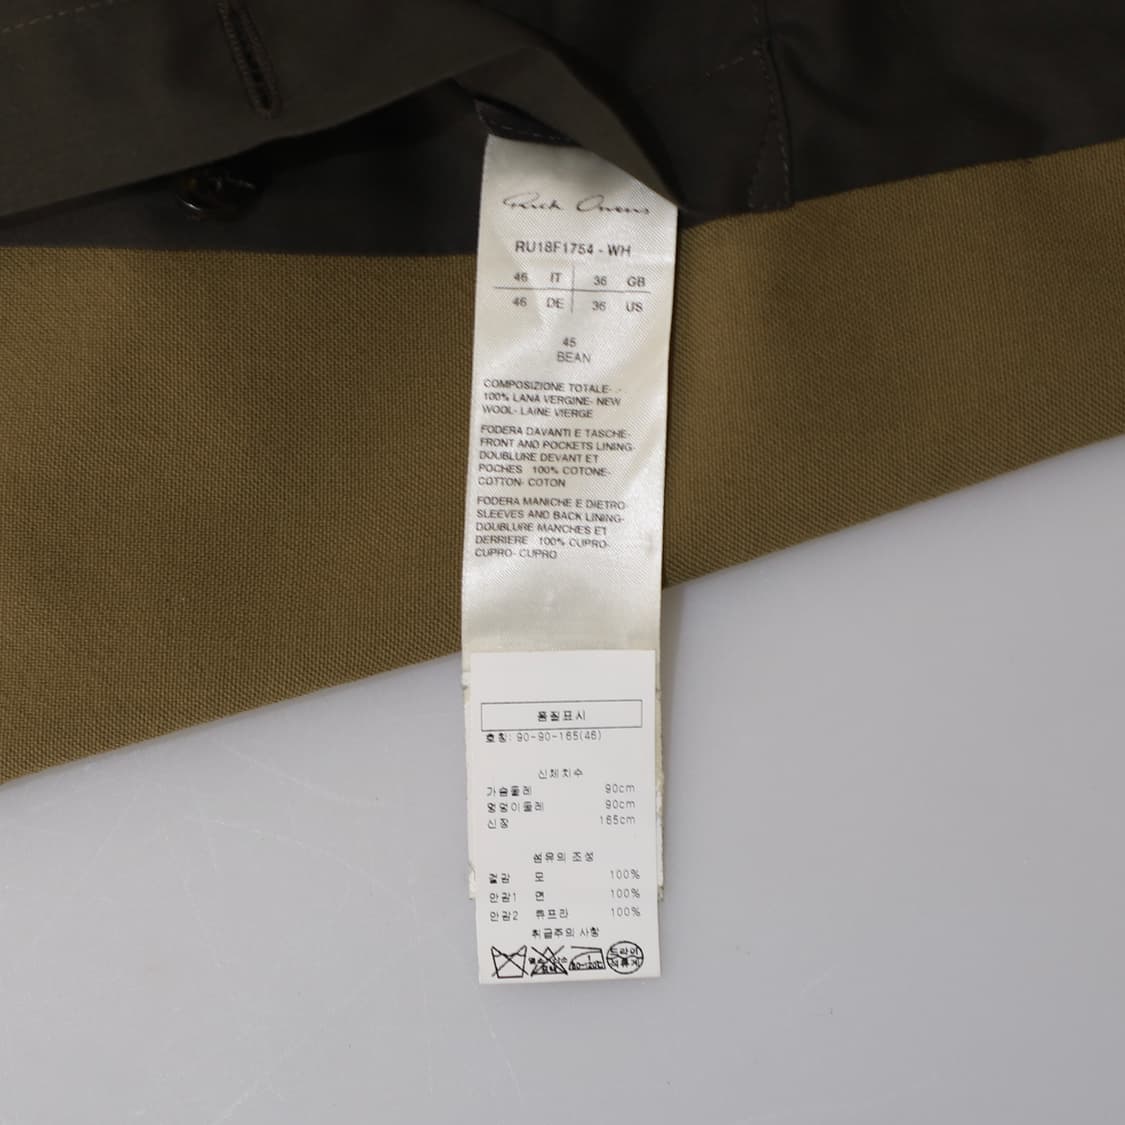 Rick Owens
RU18F1754 - WH
46 IT 36 GB
46 DE 36 US
45
BEAN
COMPOSIZIONE TOTALE- .-
100% LANA VERGINE- NEW
WOOL- LAINE VIERGE
FODERA DAVANTI E TASCHE-
FRONT AND POCKETS LINING-
DOUBLURE DEVANT ET
POCHES 100% COTONE-
COTTON- COTON
FODERA MANICHE E DIETRO-
SLEEVES AND BACK LINING-
DOUBLURE MANCHES ET
DERRIERE 100% CUPRO-
CUPRO- CUPRO
품질표시
호칭: 90-90-165(46)
신체치수
가슴둘레 90cm
엉덩이둘레 90cm
신장 165cm
섬유의 조성
겉감 모 100%
안감1 면 100%
안감2 큐프라 100%
취급주의 사항
드라이